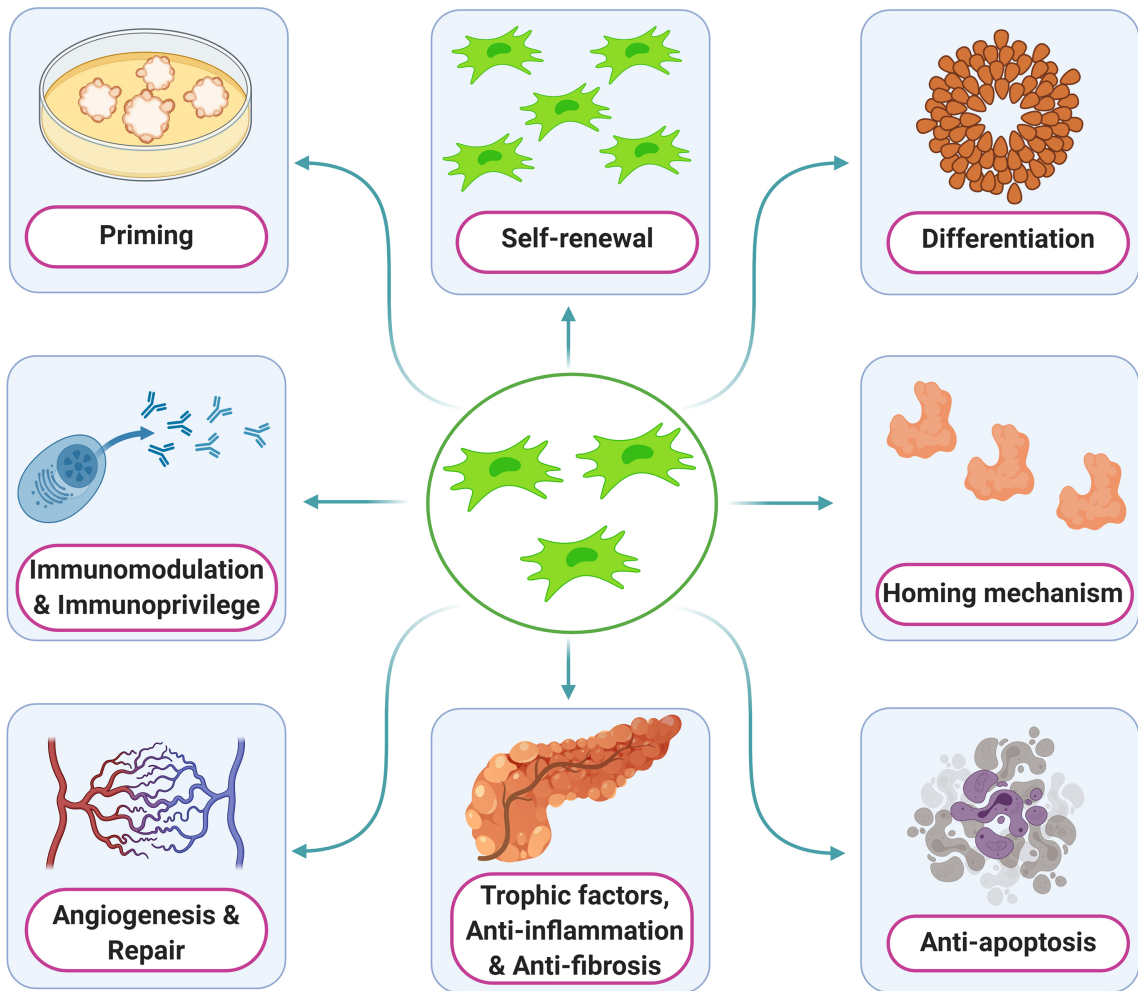 Priming
Self-renewal
Differentiation
Immunomodulation
& Immunoprivilege
Homing mechanism
Angiogenesis &
Repair
Trophic factors,
Anti-inflammation
& Anti-fibrosis
Anti-apoptosis